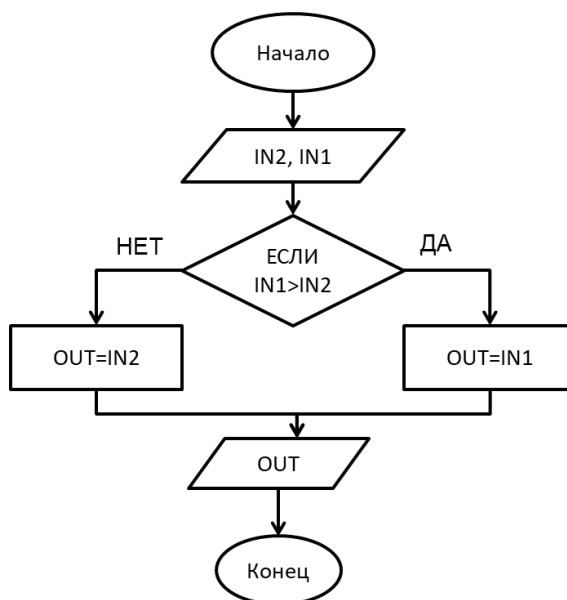 Начало
IN2, IN1
НЕТ
ЕСЛИ
IN1>IN2
ДА
OUT=IN2
OUT=IN1
OUT
Конец